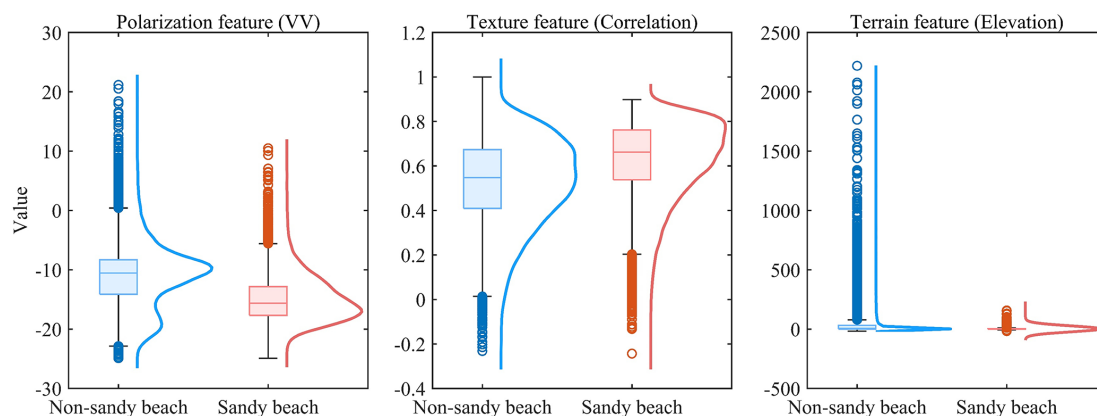 Polarization feature (VV)
30
20
10
0
-10
-20
-30
Value
Non-sandy beach
Sandy beach
Texture feature (Correlation)
1.2
1
0.8
0.6
0.4
0.2
0
-0.2
-0.4
Non-sandy beach
Sandy beach
Terrain feature (Elevation)
2500
2000
1500
1000
500
0
-500
Non-sandy beach
Sandy beach